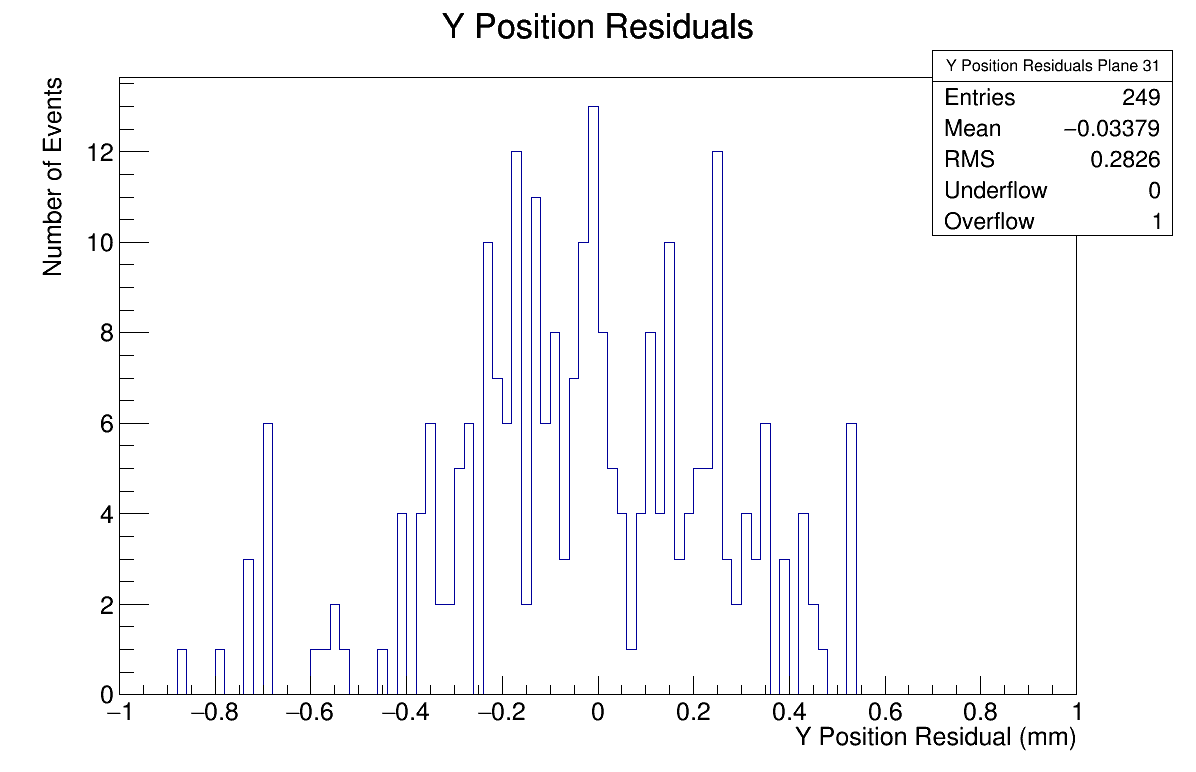 Y Position Residuals
Y Position Residuals Plane 31
Entries 249
Mean −0.03379
RMS 0.2826
Underflow 0
Overflow 1
Number of Events
12
10
8
6
4
2
0
−1 −0.8 −0.6 −0.4 −0.2 0 0.2 0.4 0.6 0.8 1
Y Position Residual (mm)